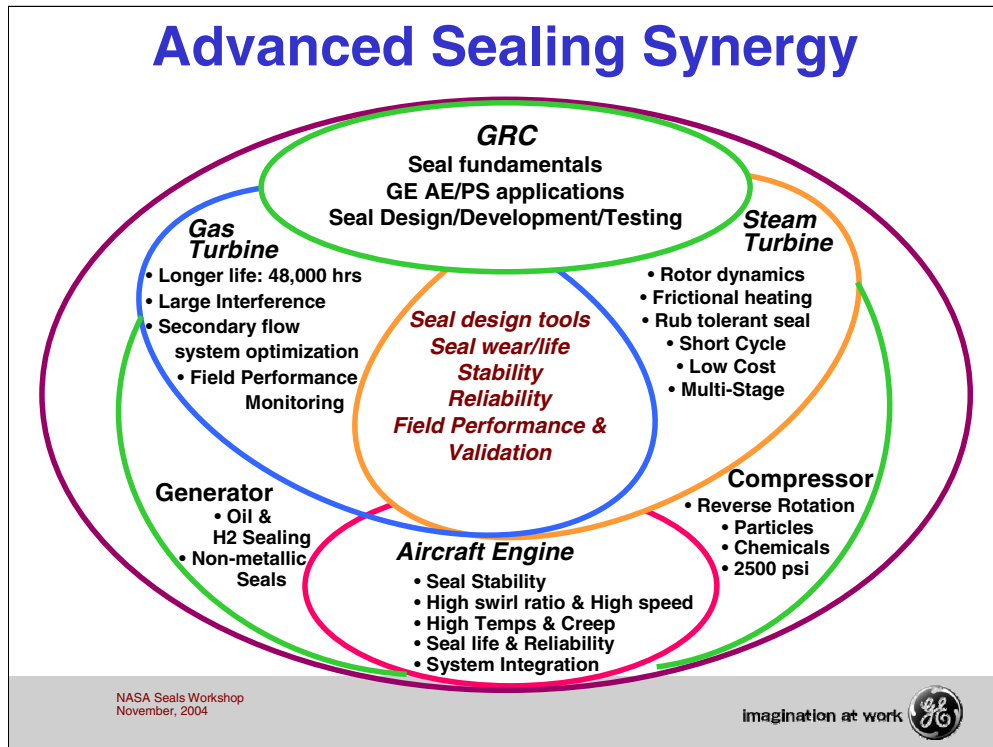 Advanced Sealing Synergy
GRC
Seal fundamentals
GE AE/PS applications
Seal Design/Development/Testing
Gas
Turbine
• Longer life: 48,000 hrs
• Large Interference
• Secondary flow
system optimization
• Field Performance
Monitoring
Seal design tools
Seal wear/life
Stability
Reliability
Field Performance &
Validation
Steam
Turbine
• Rotor dynamics
• Frictional heating
• Rub tolerant seal
• Short Cycle
• Low Cost
• Multi-Stage
Generator
• Oil &
H2 Sealing
• Non-metallic
Seals
Aircraft Engine
• Seal Stability
• High swirl ratio & High speed
• High Temps & Creep
• Seal life & Reliability
• System Integration
Compressor
• Reverse Rotation
• Particles
• Chemicals
• 2500 psi
NASA Seals Workshop
November, 2004
imagination at work
GE